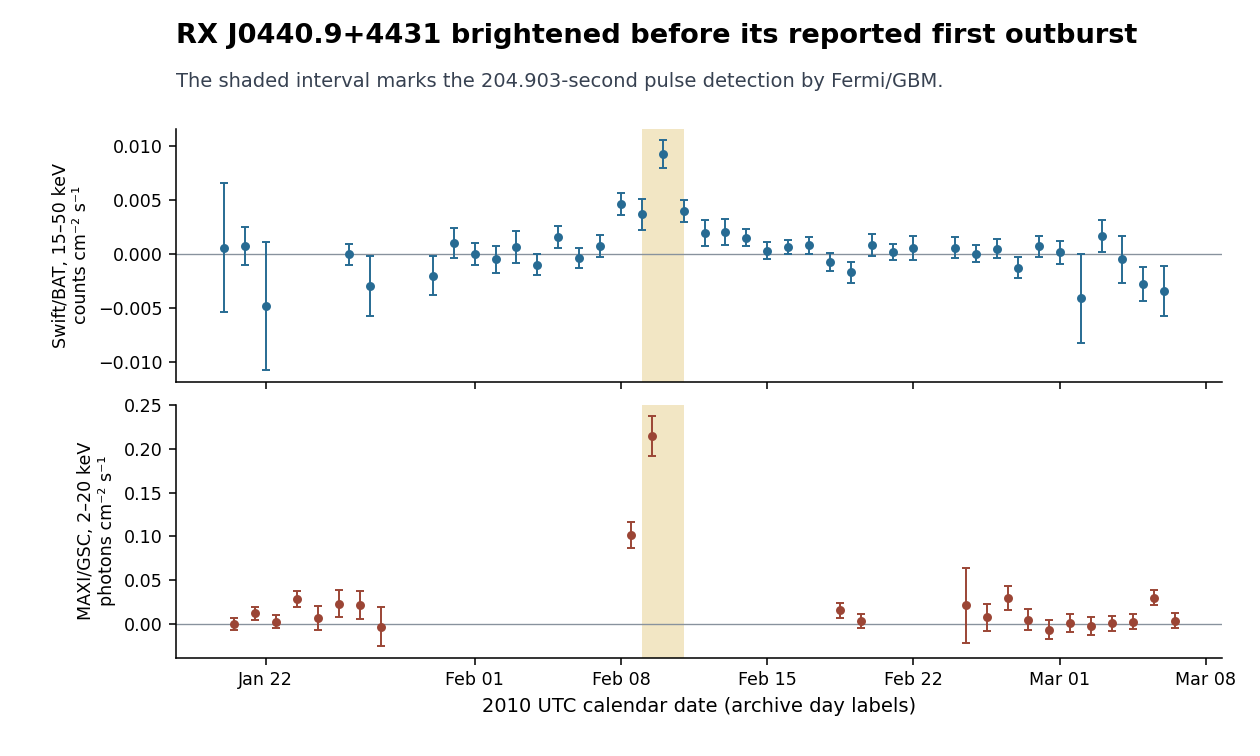 RX J0440.9+4431 brightened before its reported first outburst
The shaded interval marks the 204.903-second pulse detection by Fermi/GBM.
Swift/BAT, 15–50 keV
counts cm⁻² s⁻¹
0.010
0.005
0.000
−0.005
−0.010
MAXI/GSC, 2–20 keV
photons cm⁻² s⁻¹
0.25
0.20
0.15
0.10
0.05
0.00
Jan 22
Feb 01
Feb 08
Feb 15
Feb 22
Mar 01
Mar 08
2010 UTC calendar date (archive day labels)